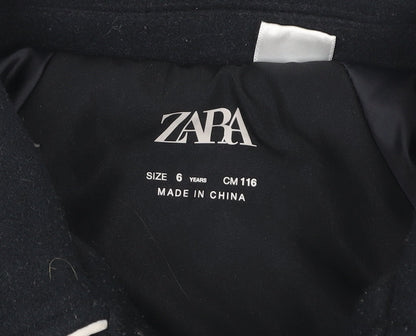 ZARA
SIZE 6 YEARS CM 116
MADE IN CHINA